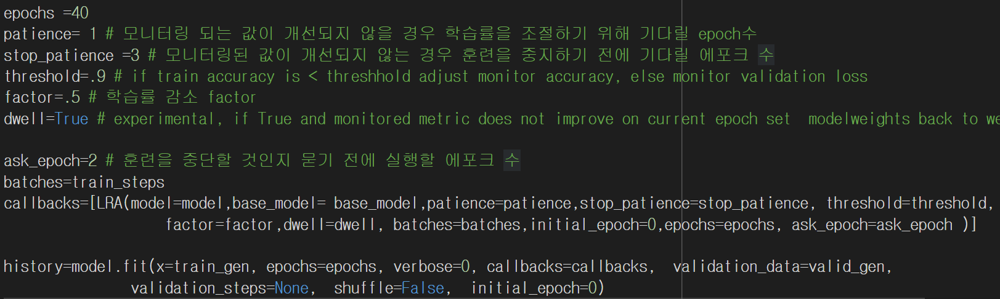 epochs =40
patience= 1 # 모니터링 되는 값이 개선되지 않을 경우 학습률을 조절하기 위해 기다릴 epoch수
stop_patience =3 # 모니터링된 값이 개선되지 않는 경우 훈련을 중지하기 전에 기다릴 에포크 수
threshold=.9 # if train accuracy is < threshhold adjust monitor accuracy, else monitor validation loss
factor=.5 # 학습률 감소 factor
dwell=True # experimental, if True and monitored metric does not improve on current epoch set  modelweights back to we
ask_epoch=2 # 훈련을 중단할 것인지 묻기 전에 실행할 에포크 수
batches=train_steps
callbacks=[LRA(model=model,base_model= base_model,patience=patience,stop_patience=stop_patience, threshold=threshold,
factor=factor,dwell=dwell, batches=batches,initial_epoch=0,epochs=epochs, ask_epoch=ask_epoch )]
history=model.fit(x=train_gen, epochs=epochs, verbose=0, callbacks=callbacks,  validation_data=valid_gen,
validation_steps=None,  shuffle=False,  initial_epoch=0)